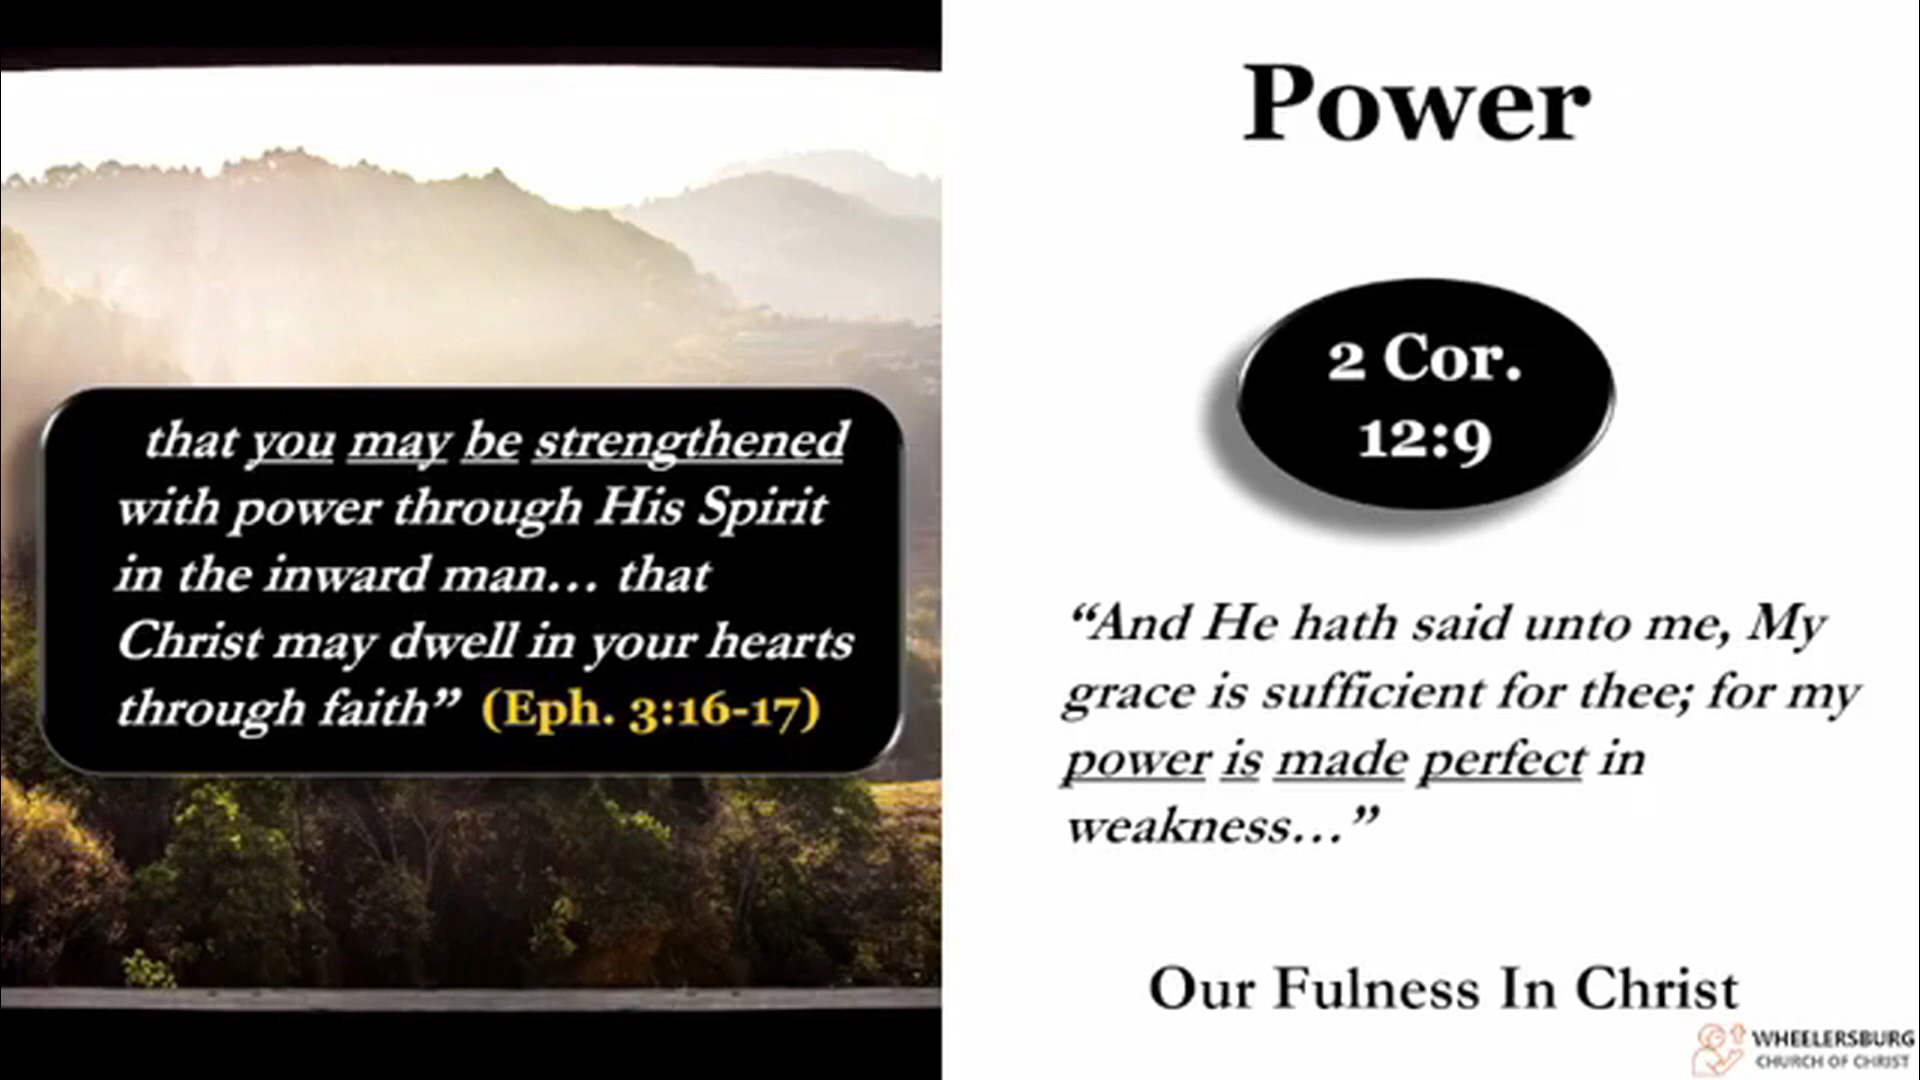 that you may be strengthened
with power through His Spirit
in the inward man... that
Christ may dwell in your hearts
through faith” (Eph. 3:16-17)
Power
2 Cor.
12:9
“And He hath said unto me, My
grace is sufficient for thee; for my
power is made perfect in
weakness...”
Our Fulness In Christ
WHEELERSBURG
CHURCH OF CHRIST